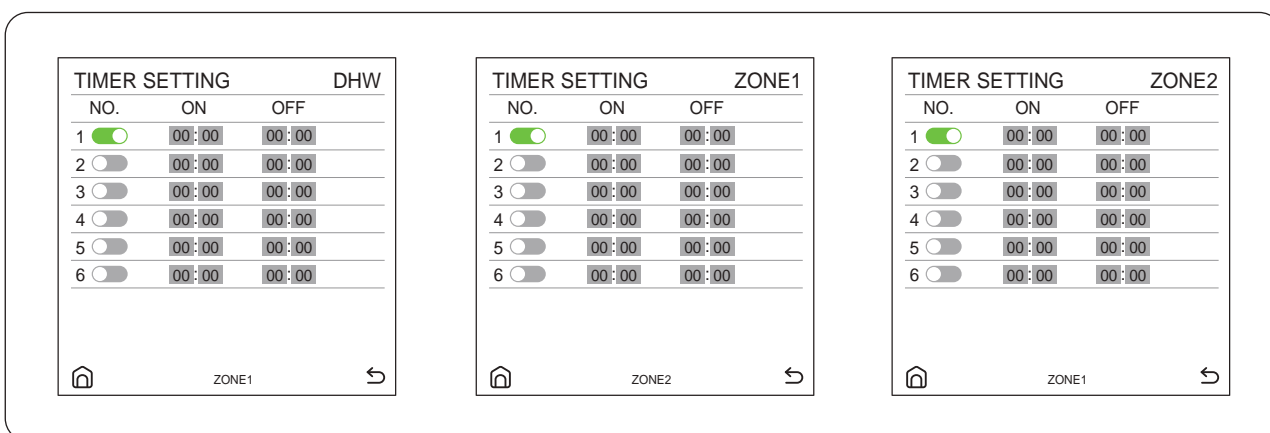 TIMER SETTING DHW
NO. ON OFF
1 00:00 00:00
2 00:00 00:00
3 00:00 00:00
4 00:00 00:00
5 00:00 00:00
6 00:00 00:00
ZONE1
TIMER SETTING ZONE1
NO. ON OFF
1 00:00 00:00
2 00:00 00:00
3 00:00 00:00
4 00:00 00:00
5 00:00 00:00
6 00:00 00:00
ZONE2
TIMER SETTING ZONE2
NO. ON OFF
1 00:00 00:00
2 00:00 00:00
3 00:00 00:00
4 00:00 00:00
5 00:00 00:00
6 00:00 00:00
ZONE1